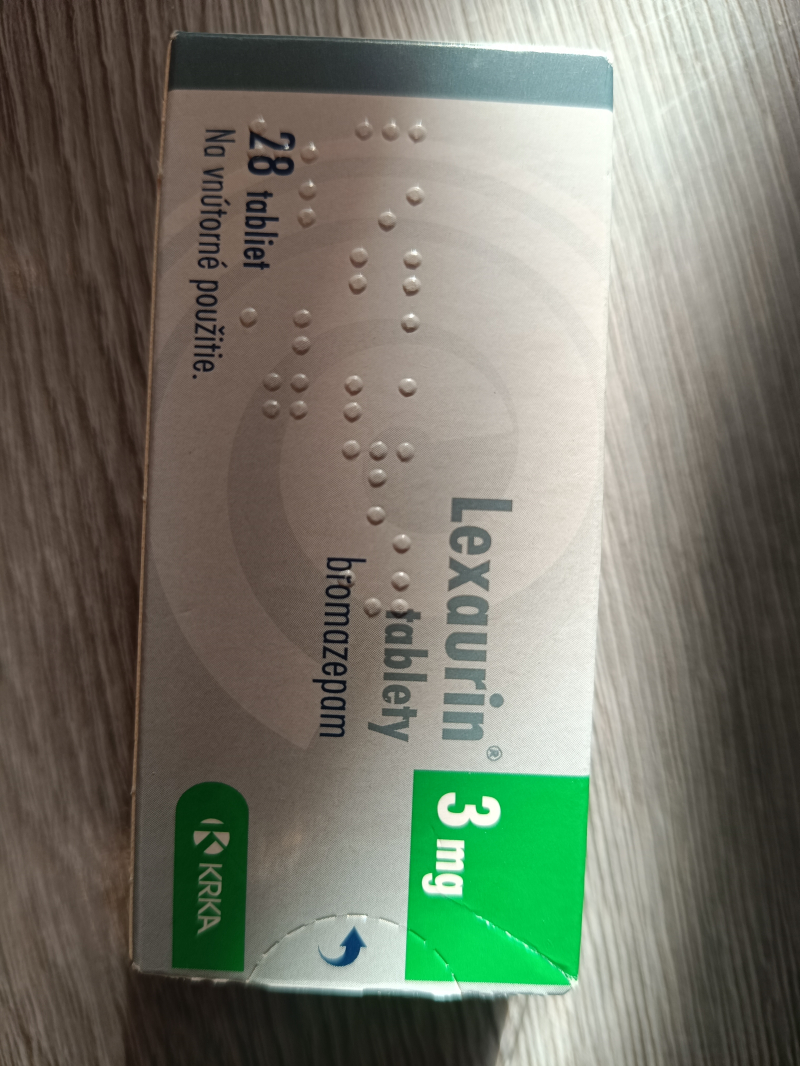 Lexaurin® 3 mg
tablety
bromazepam
28 tabliet
Na vnútorné použitie.
KRKA